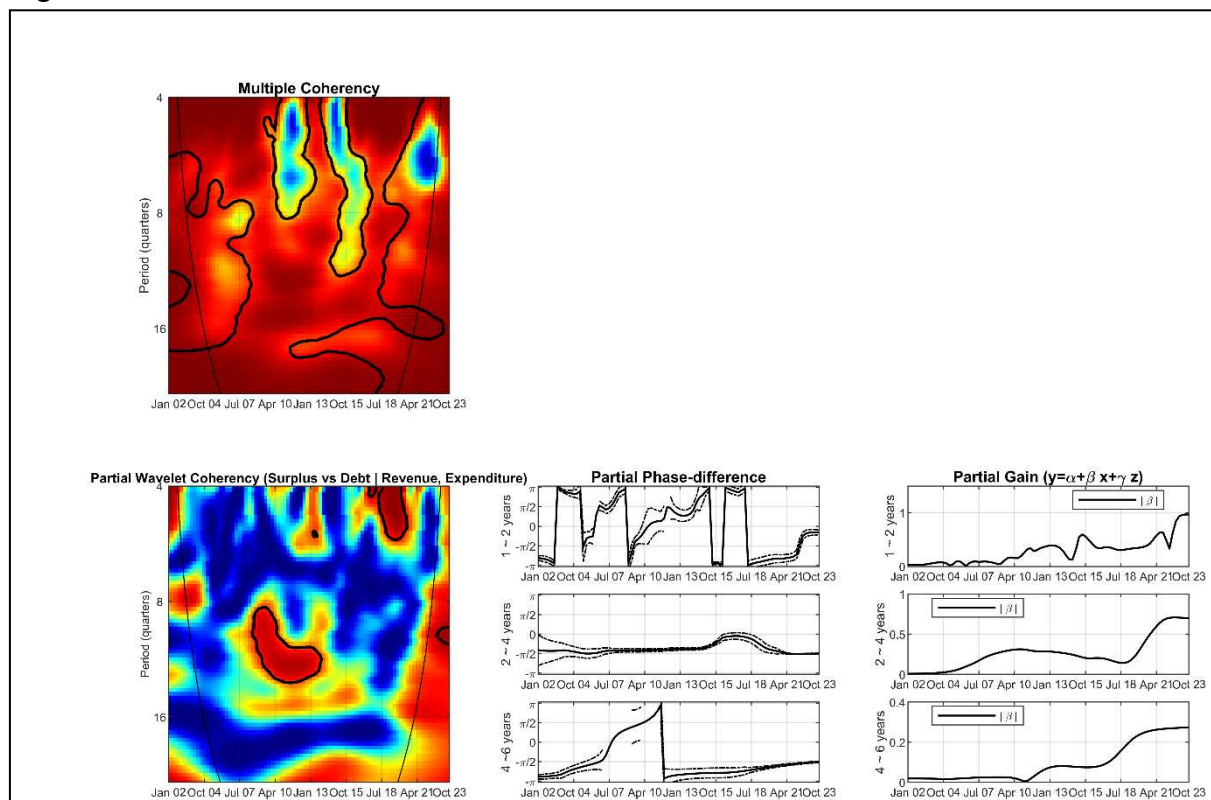 Multiple Coherency
4
8
16
Period (quarters)
Jan 02 Oct 04 Jul 07 Apr 10 Jan 13 Oct 15 Jul 18 Apr 21 Oct 23
Partial Wavelet Coherency (Surplus vs Debt | Revenue, Expenditure)
4
8
16
Period (quarters)
Jan 02 Oct 04 Jul 07 Apr 10 Jan 13 Oct 15 Jul 18 Apr 21 Oct 23
Partial Phase-difference
1 ~ 2 years
π
π/2
0
-π/2
-π
Jan 02 Oct 04 Jul 07 Apr 10 Jan 13 Oct 15 Jul 18 Apr 21 Oct 23
2 ~ 4 years
π
π/2
0
-π/2
-π
Jan 02 Oct 04 Jul 07 Apr 10 Jan 13 Oct 15 Jul 18 Apr 21 Oct 23
4 ~6 years
π
π/2
0
-π/2
-π
Jan 02 Oct 04 Jul 07 Apr 10 Jan 13 Oct 15 Jul 18 Apr 21 Oct 23
Partial Gain (y=α+β x+γ z)
1 ~ 2 years
1
0
|β|
Jan 02 Oct 04 Jul 07 Apr 10 Jan 13 Oct 15 Jul 18 Apr 21 Oct 23
2 ~ 4 years
1
0.5
0
|β|
Jan 02 Oct 04 Jul 07 Apr 10 Jan 13 Oct 15 Jul 18 Apr 21 Oct 23
4 ~ 6 years
0.4
0.2
0
|β|
Jan 02 Oct 04 Jul 07 Apr 10 Jan 13 Oct 15 Jul 18 Apr 21 Oct 23